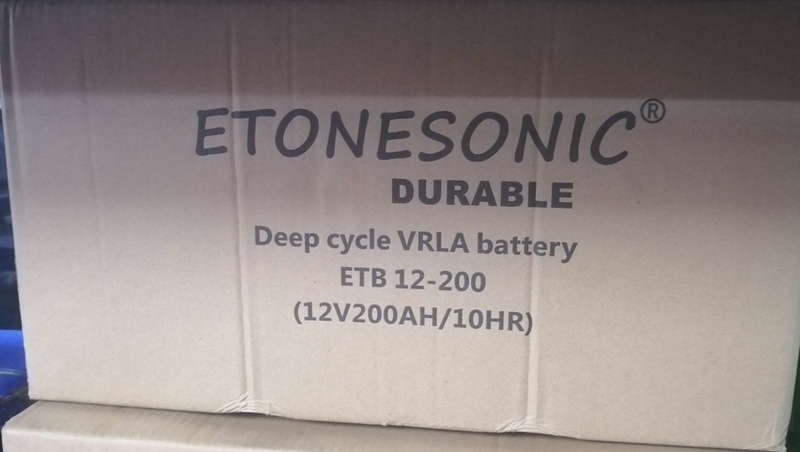 ETONESONIC®
DURABLE
Deep cycle VRLA battery
ETB 12-200
(12V200AH/10HR)